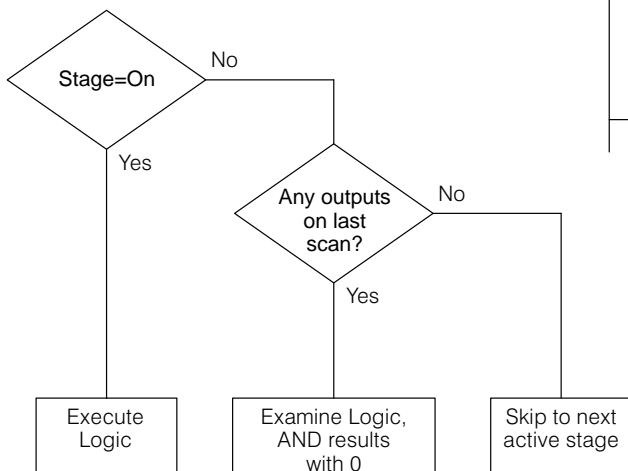 Stage=On
No
Yes
Any outputs
on last
scan?
No
Yes
Execute
Logic
Examine Logic,
AND results
with 0
Skip to next
active stage